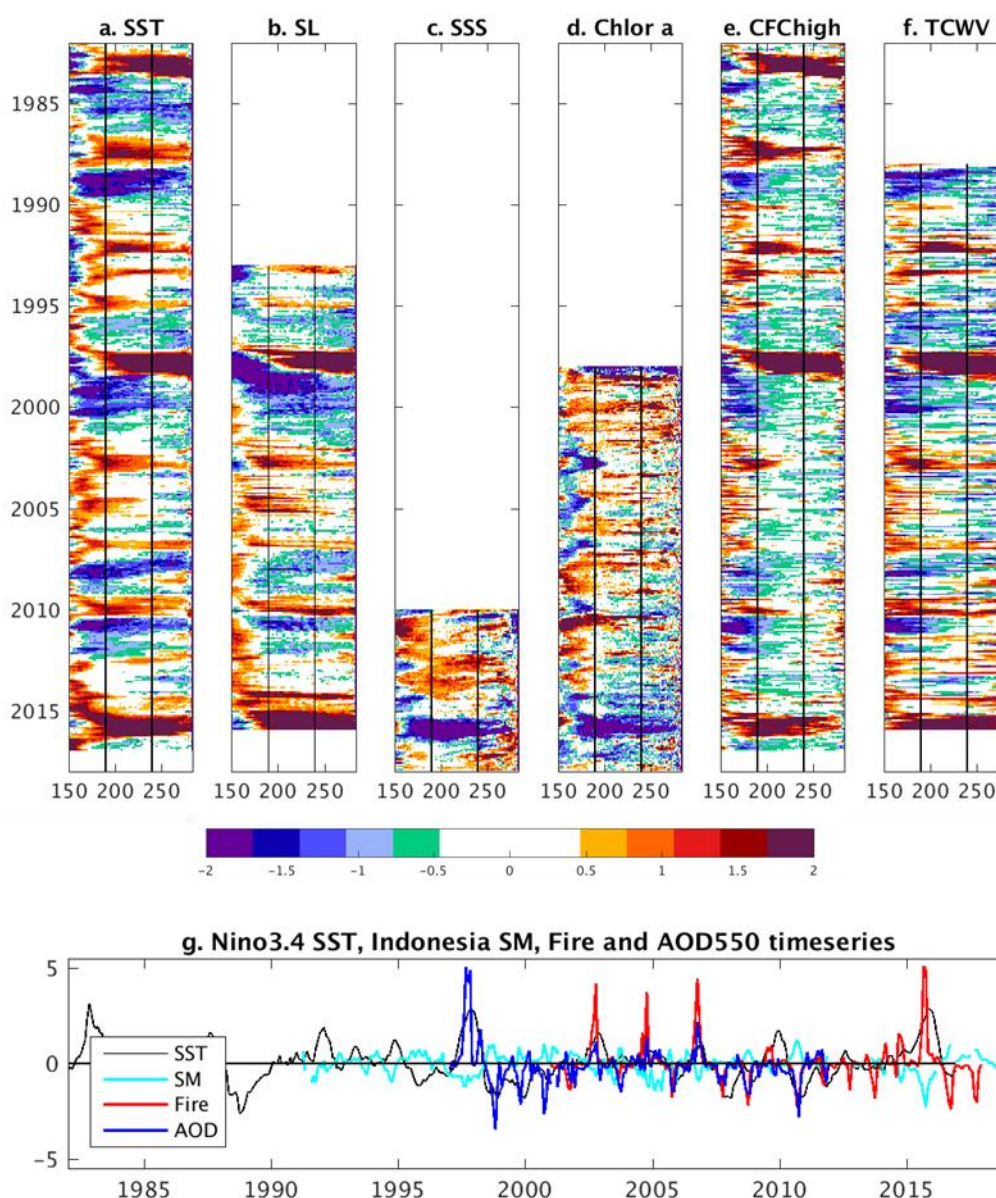 a. SST b. SL c. SSS d. Chlor a e. CFChigh f. TCWV
1985
1990
1995
2000
2005
2010
2015
150 200 250 150 200 250 150 200 250 150 200 250 150 200 250 150 200 250
-2 -1.5 -1 -0.5 0 0.5 1 1.5 2
g. Nino3.4 SST, Indonesia SM, Fire and AOD550 timeseries
5
0
-5
SST
SM
Fire
AOD
1985 1990 1995 2000 2005 2010 2015